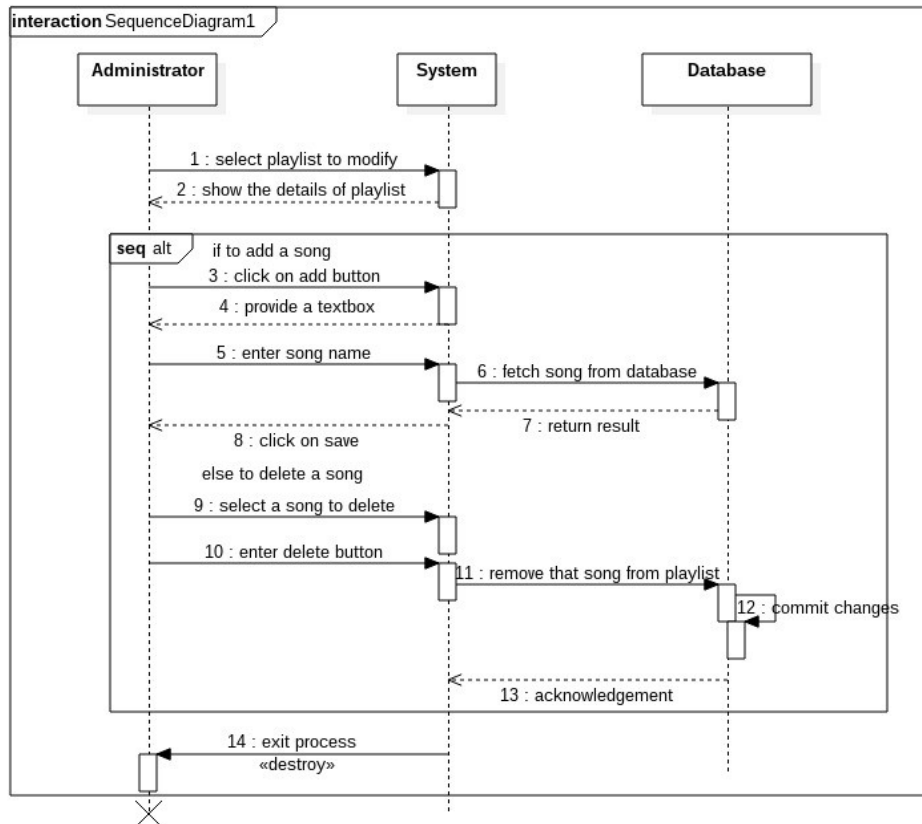 interaction SequenceDiagram1
Administrator System Database
1 : select playlist to modify
2 : show the details of playlist
seq alt if to add a song
3 : click on add button
4 : provide a textbox
5 : enter song name
6 : fetch song from database
7 : return result
8 : click on save
else to delete a song
9 : select a song to delete
10 : enter delete button
11 : remove that song from playlist
12 : commit changes
13 : acknowledgement
14 : exit process
«destroy»